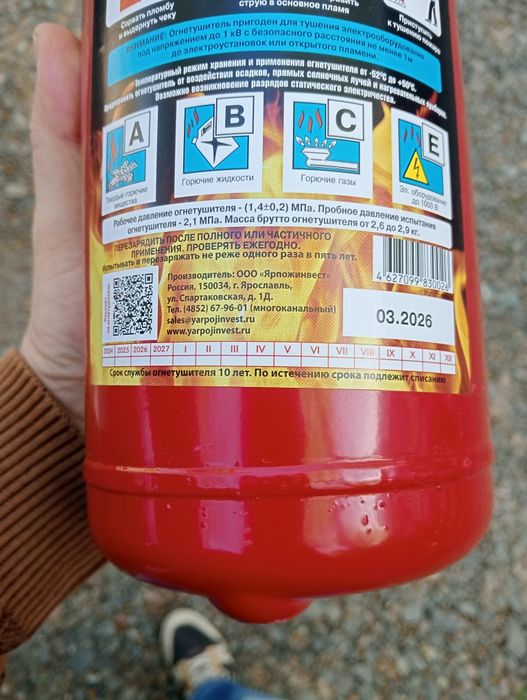 Сорвать пломбу
и выдернуть чеку
струю в основное пламя
Приступить
к тушению пожара
ВНИМАНИЕ: Огнетушитель пригоден для тушения электрооборудования
под напряжением до 1 кВ с безопасного расстояния не менее 1м
до электроустановок или открытого пламени.
Температурный режим хранения и применения огнетушителя от -52°С до +50°С.
Предохранять огнетушитель от воздействия осадков, прямых солнечных лучей и нагревательных приборов.
Возможно возникновение разрядов статического электричества.
A
B
C
E
Твердые горючие
вещества
Горючие жидкости
Горючие газы
Эл. оборудование
до 1000 В
Рабочее давление огнетушителя - (1,4±0,2) МПа. Пробное давление испытания
огнетушителя - 2,1 МПа. Масса брутто огнетушителя от 2,6 до 2,9 кг.
ПЕРЕЗАРЯДИТЬ ПОСЛЕ ПОЛНОГО ИЛИ ЧАСТИЧНОГО
ПРИМЕНЕНИЯ. ПРОВЕРЯТЬ ЕЖЕГОДНО.
Испытывать и перезаряжать не реже одного раза в пять лет.
Производитель: ООО «Ярпожинвест»
Россия, 150034, г. Ярославль,
ул. Спартаковская, д. 1Д.
Тел. (4852) 67-96-01 (многоканальный)
sales@yarpojinvest.ru
www.yarpojinvest.ru
4 627099 830026
03.2026
2024 2025 2026 2027 I II III IV V VI VII VIII IX X XI XII
Срок службы огнетушителя 10 лет. По истечению срока подлежит списанию